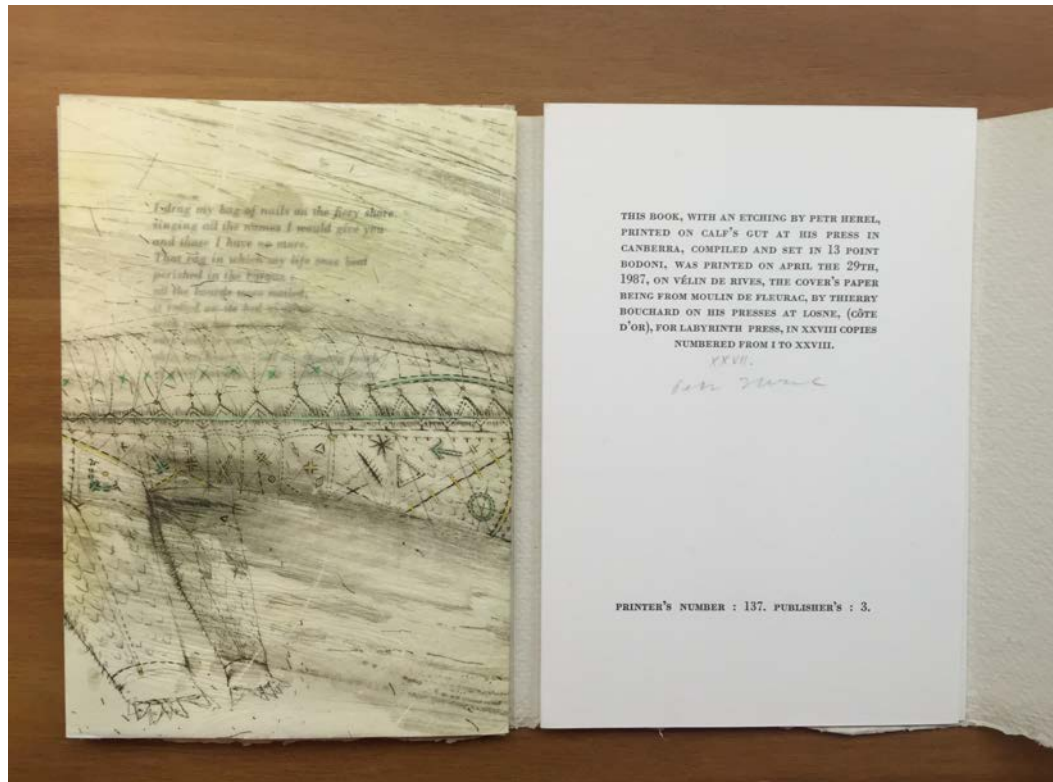 I drag my bag of nails on the fiery shore
singing all the names I would give you
and those I have no more.
That rag in which my life once beat
perished in the
all the
THIS BOOK, WITH AN ETCHING BY PETR HEREL,
PRINTED ON CALF'S GUT AT HIS PRESS IN
CANBERRA, COMPILED AND SET IN 13 POINT
BODONI, WAS PRINTED ON APRIL THE 29TH,
1987, ON VÉLIN DE RIVES, THE COVER'S PAPER
BEING FROM MOULIN DE FLEURAC, BY THIERRY
BOUCHARD ON HIS PRESSES AT LOSNE, (CÔTE
D'OR), FOR LABYRINTH PRESS, IN XXVIII COPIES
NUMBERED FROM I TO XXVIII.
XXVII.
PRINTER'S NUMBER : 137. PUBLISHER'S : 3.